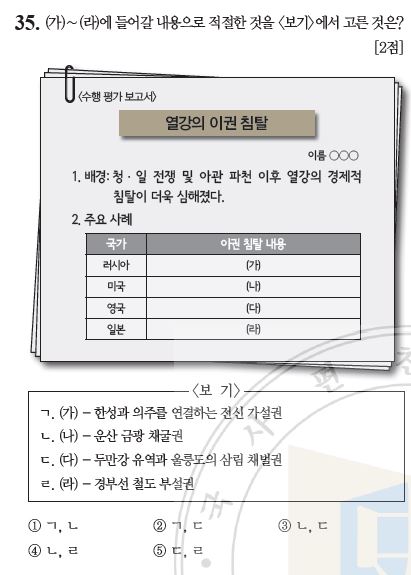 35. (가)~(라)에 들어갈 내용으로 적절한 것을 〈보기〉에서 고른 것은?
[2점]
〈수행 평가 보고서〉
열강의 이권 침탈
이름 ○○○
1. 배경: 청·일 전쟁 및 아관 파천 이후 열강의 경제적
침탈이 더욱 심해졌다.
2. 주요 사례
국가 이권 침탈 내용
러시아 (가)
미국 (나)
영국 (다)
일본 (라)
〈보 기〉
ㄱ. (가) - 한성과 의주를 연결하는 전신 가설권
ㄴ. (나) - 운산 금광 채굴권
ㄷ. (다) - 두만강 유역과 울릉도의 삼림 채벌권
ㄹ. (라) - 경부선 철도 부설권
① ㄱ, ㄴ ② ㄱ, ㄷ ③ ㄴ, ㄷ
④ ㄴ, ㄹ ⑤ ㄷ, ㄹ
국사편찬